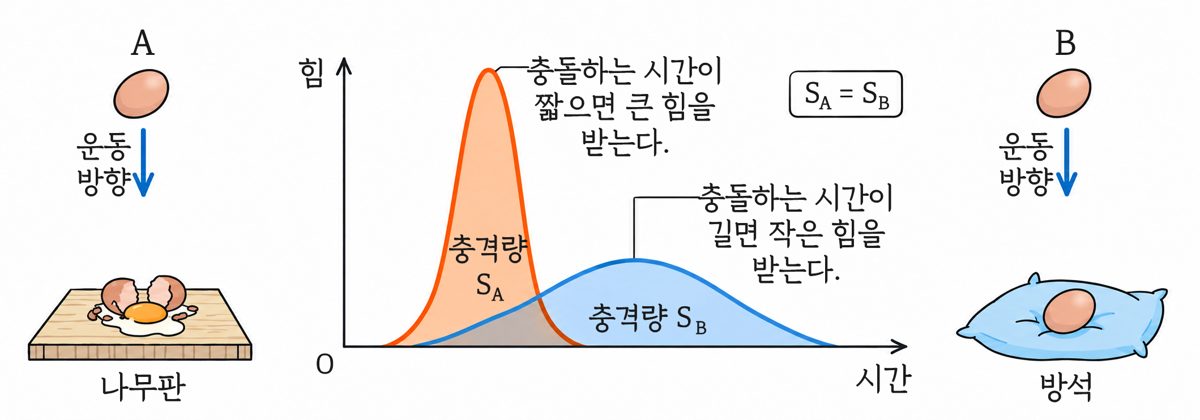 A
운동
방향
나무판
힘
충돌하는 시간이
짧으면 큰 힘을
받는다.
S_A = S_B
충돌하는 시간이
길면 작은 힘을
받는다.
충격량
S_A
충격량 S_B
O
시간
B
운동
방향
방석